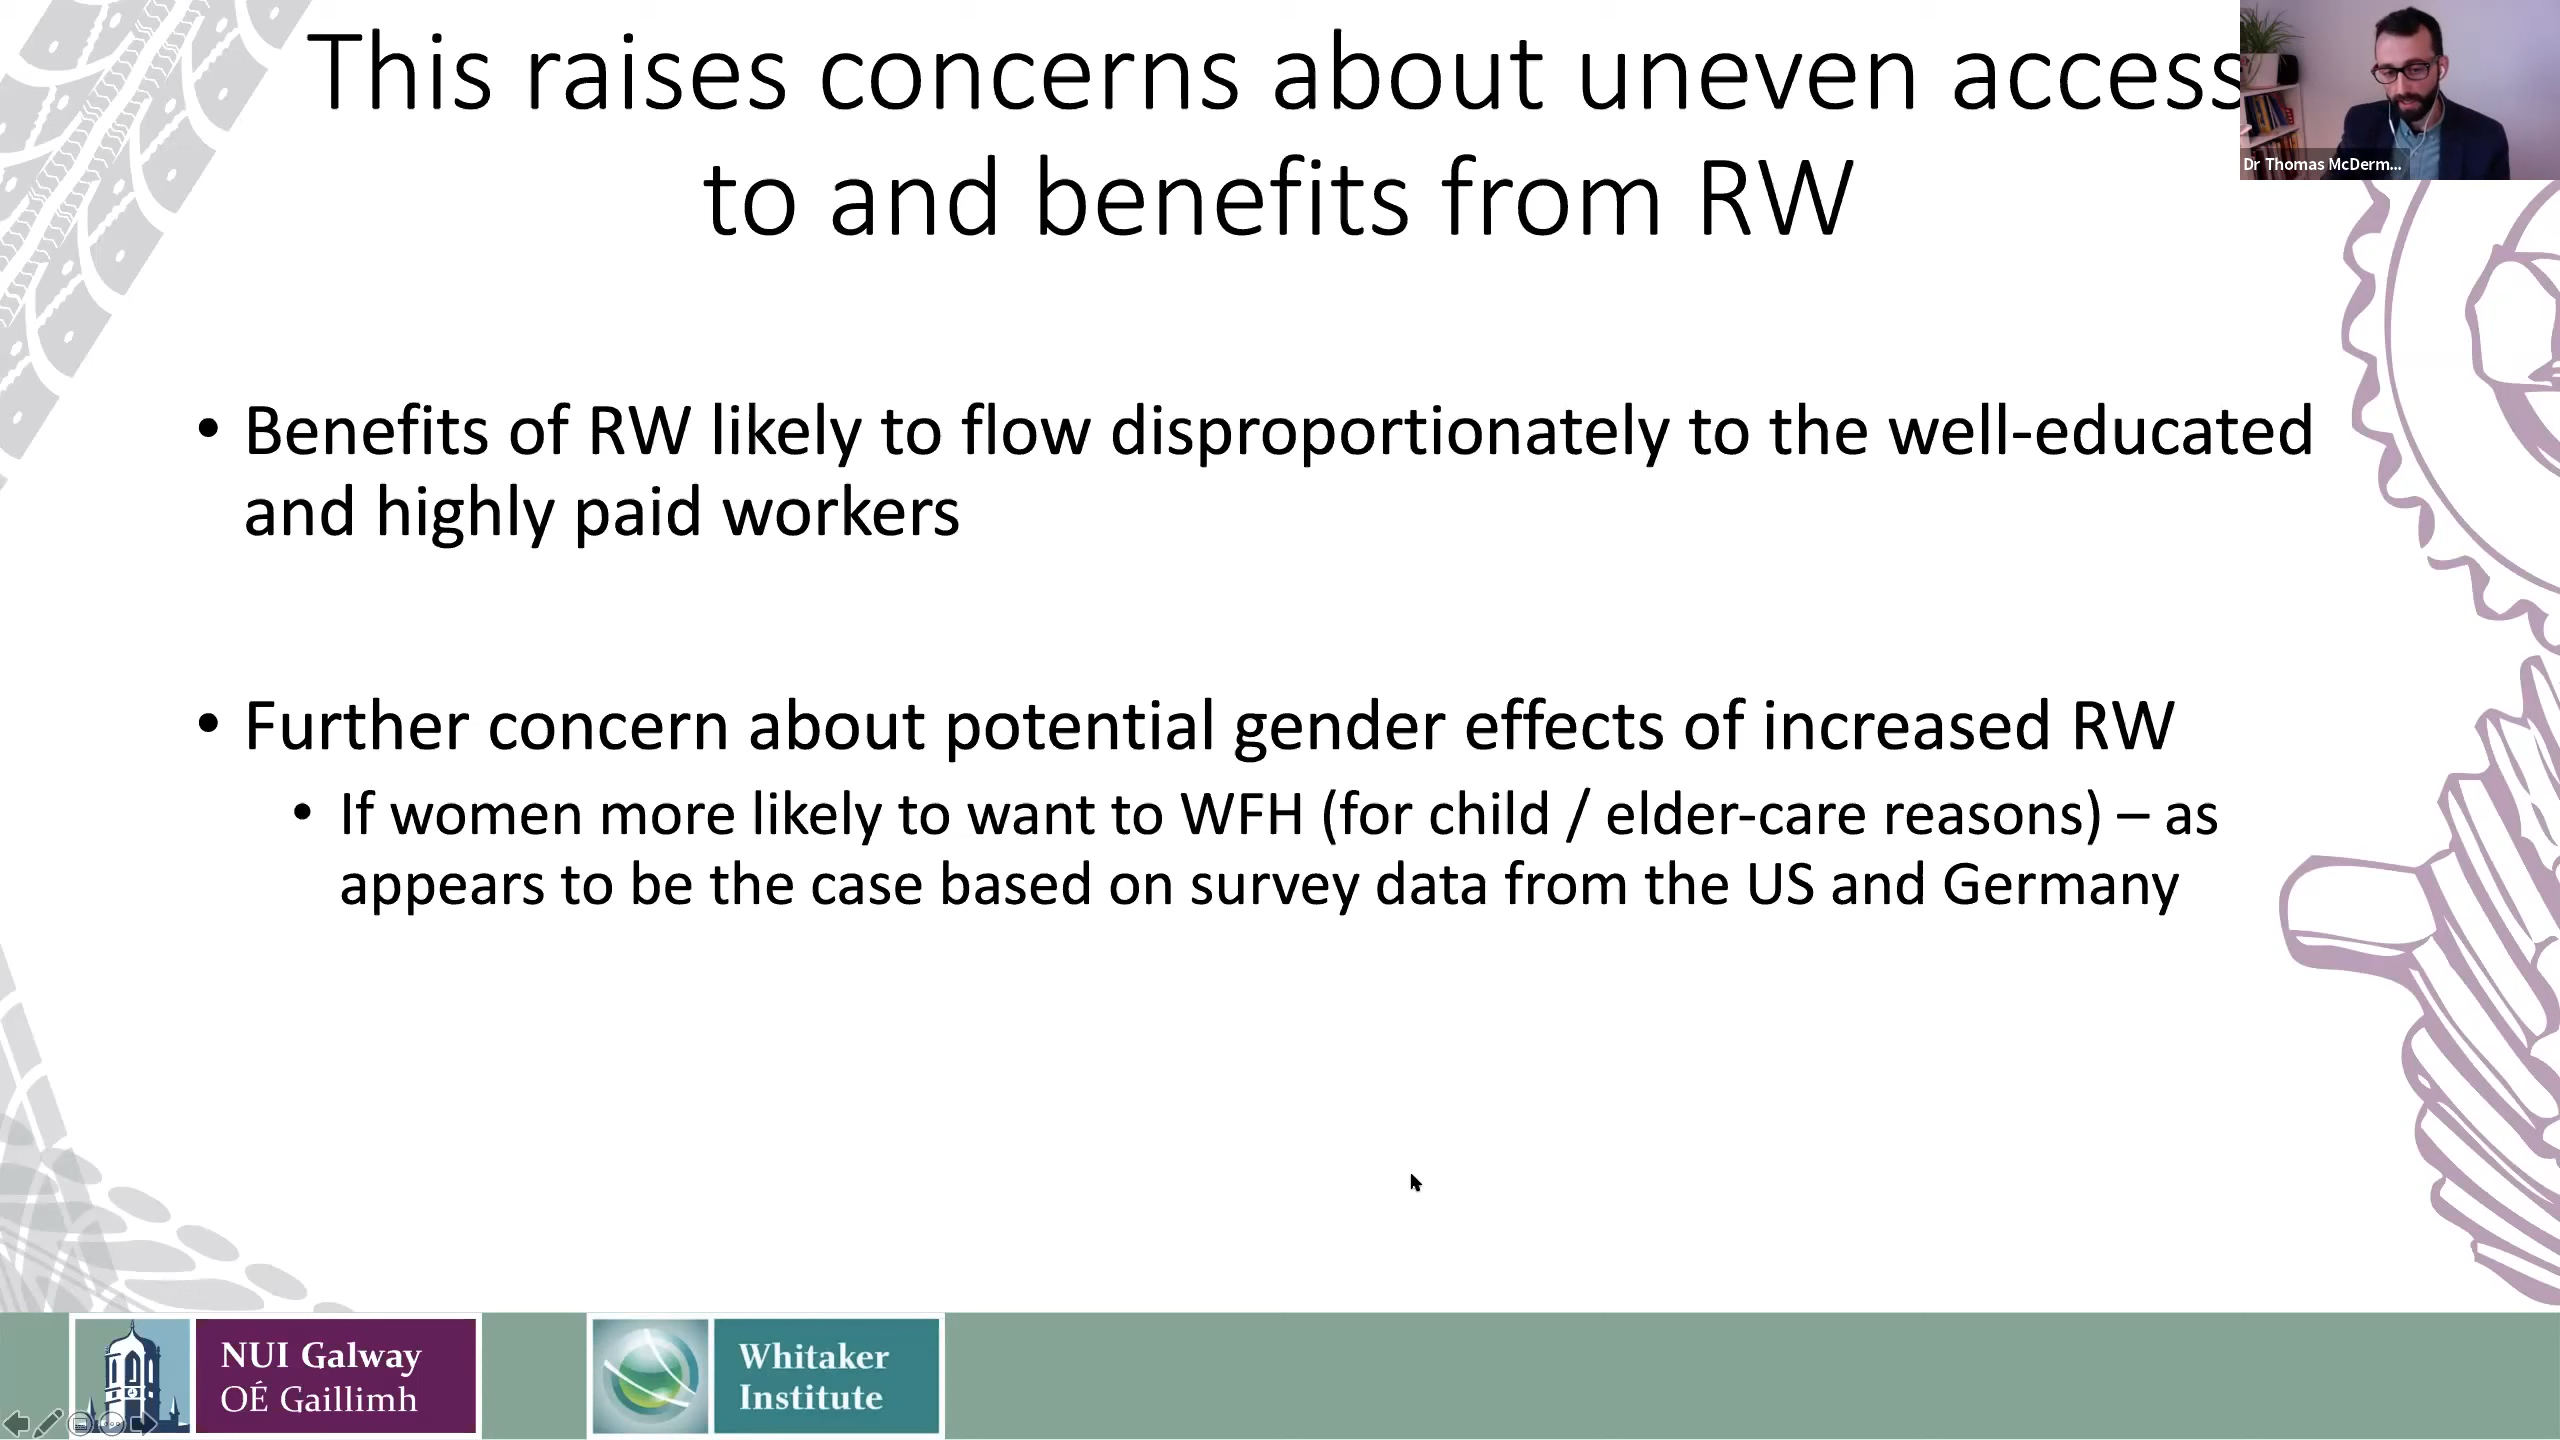 This raises concerns about uneven access
to and benefits from RW
Dr Thomas McDerm...
• Benefits of RW likely to flow disproportionately to the well-educated
and highly paid workers
• Further concern about potential gender effects of increased RW
• If women more likely to want to WFH (for child / elder-care reasons) – as
appears to be the case based on survey data from the US and Germany
NUI Galway
OÉ Gaillimh
Whitaker
Institute